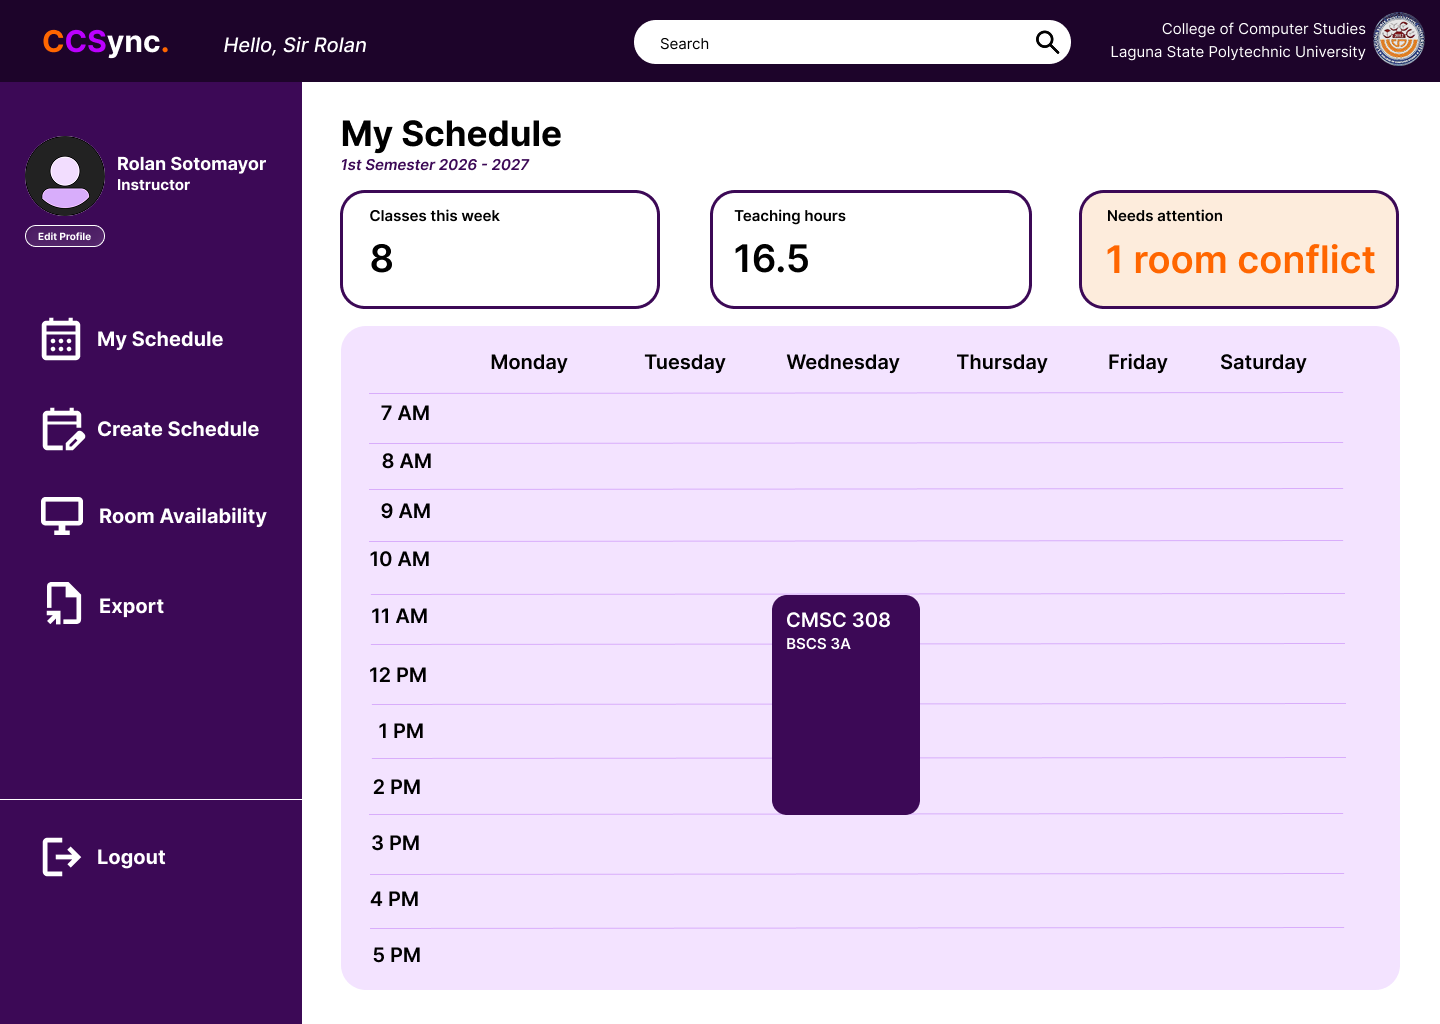 CCSync.
Hello, Sir Rolan
Search
College of Computer Studies
Laguna State Polytechnic University
Rolan Sotomayor
Instructor
Edit Profile
My Schedule
Create Schedule
Room Availability
Export
Logout
My Schedule
1st Semester 2026 - 2027
Classes this week
8
Teaching hours
16.5
Needs attention
1 room conflict
Monday Tuesday Wednesday Thursday Friday Saturday
7 AM
8 AM
9 AM
10 AM
11 AM
CMSC 308
BSCS 3A
12 PM
1 PM
2 PM
3 PM
4 PM
5 PM